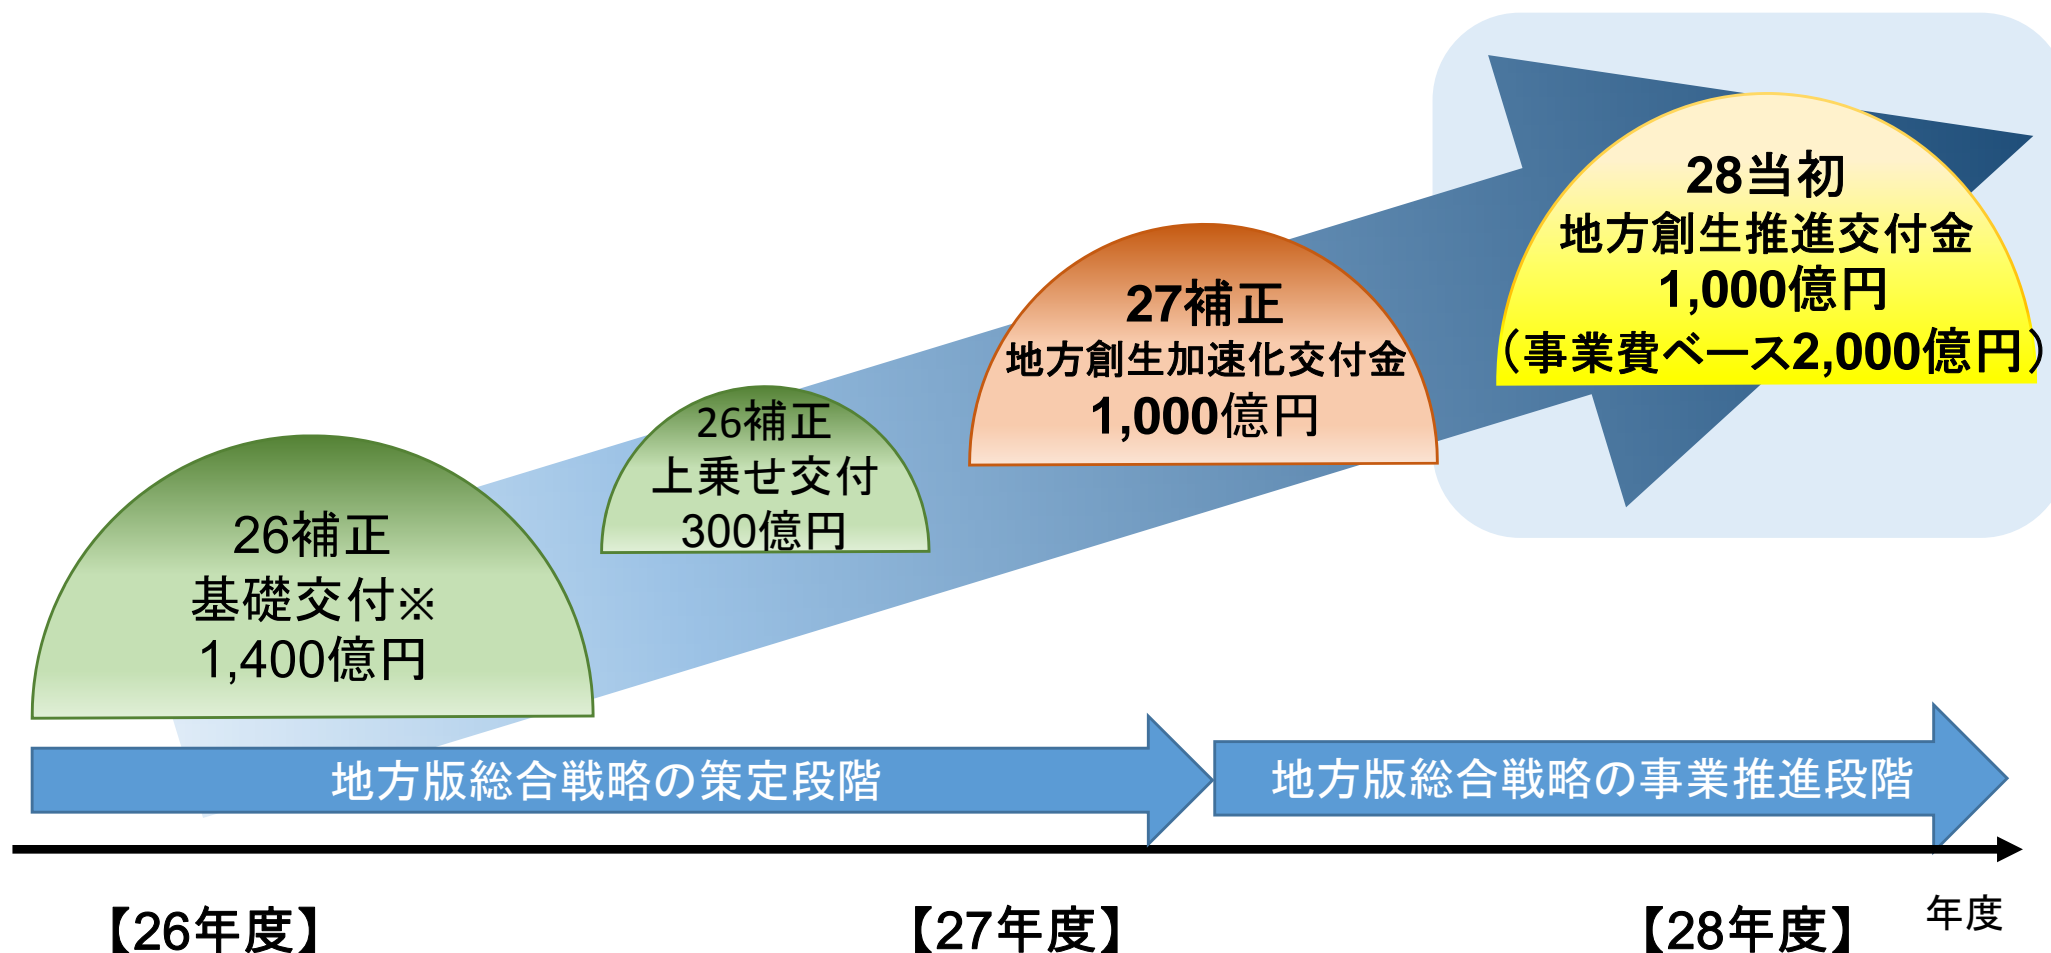 26補正
基礎交付※
1,400億円
26補正
上乗せ交付
300億円
27補正
地方創生加速化交付金
1,000億円
28当初
地方創生推進交付金
1,000億円
（事業費ベース2,000億円）
地方版総合戦略の策定段階
地方版総合戦略の事業推進段階
【26年度】
【27年度】
【28年度】
年度